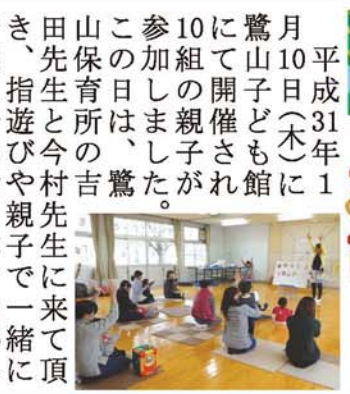 平成31年1
月10日(木)に
鷺山子ども館
にて開催され
10組の親子が
参加しました。
この日は、鷺
山保育所の吉
田先生と今村先生に来て頂
き、指遊びや親子で一緒に